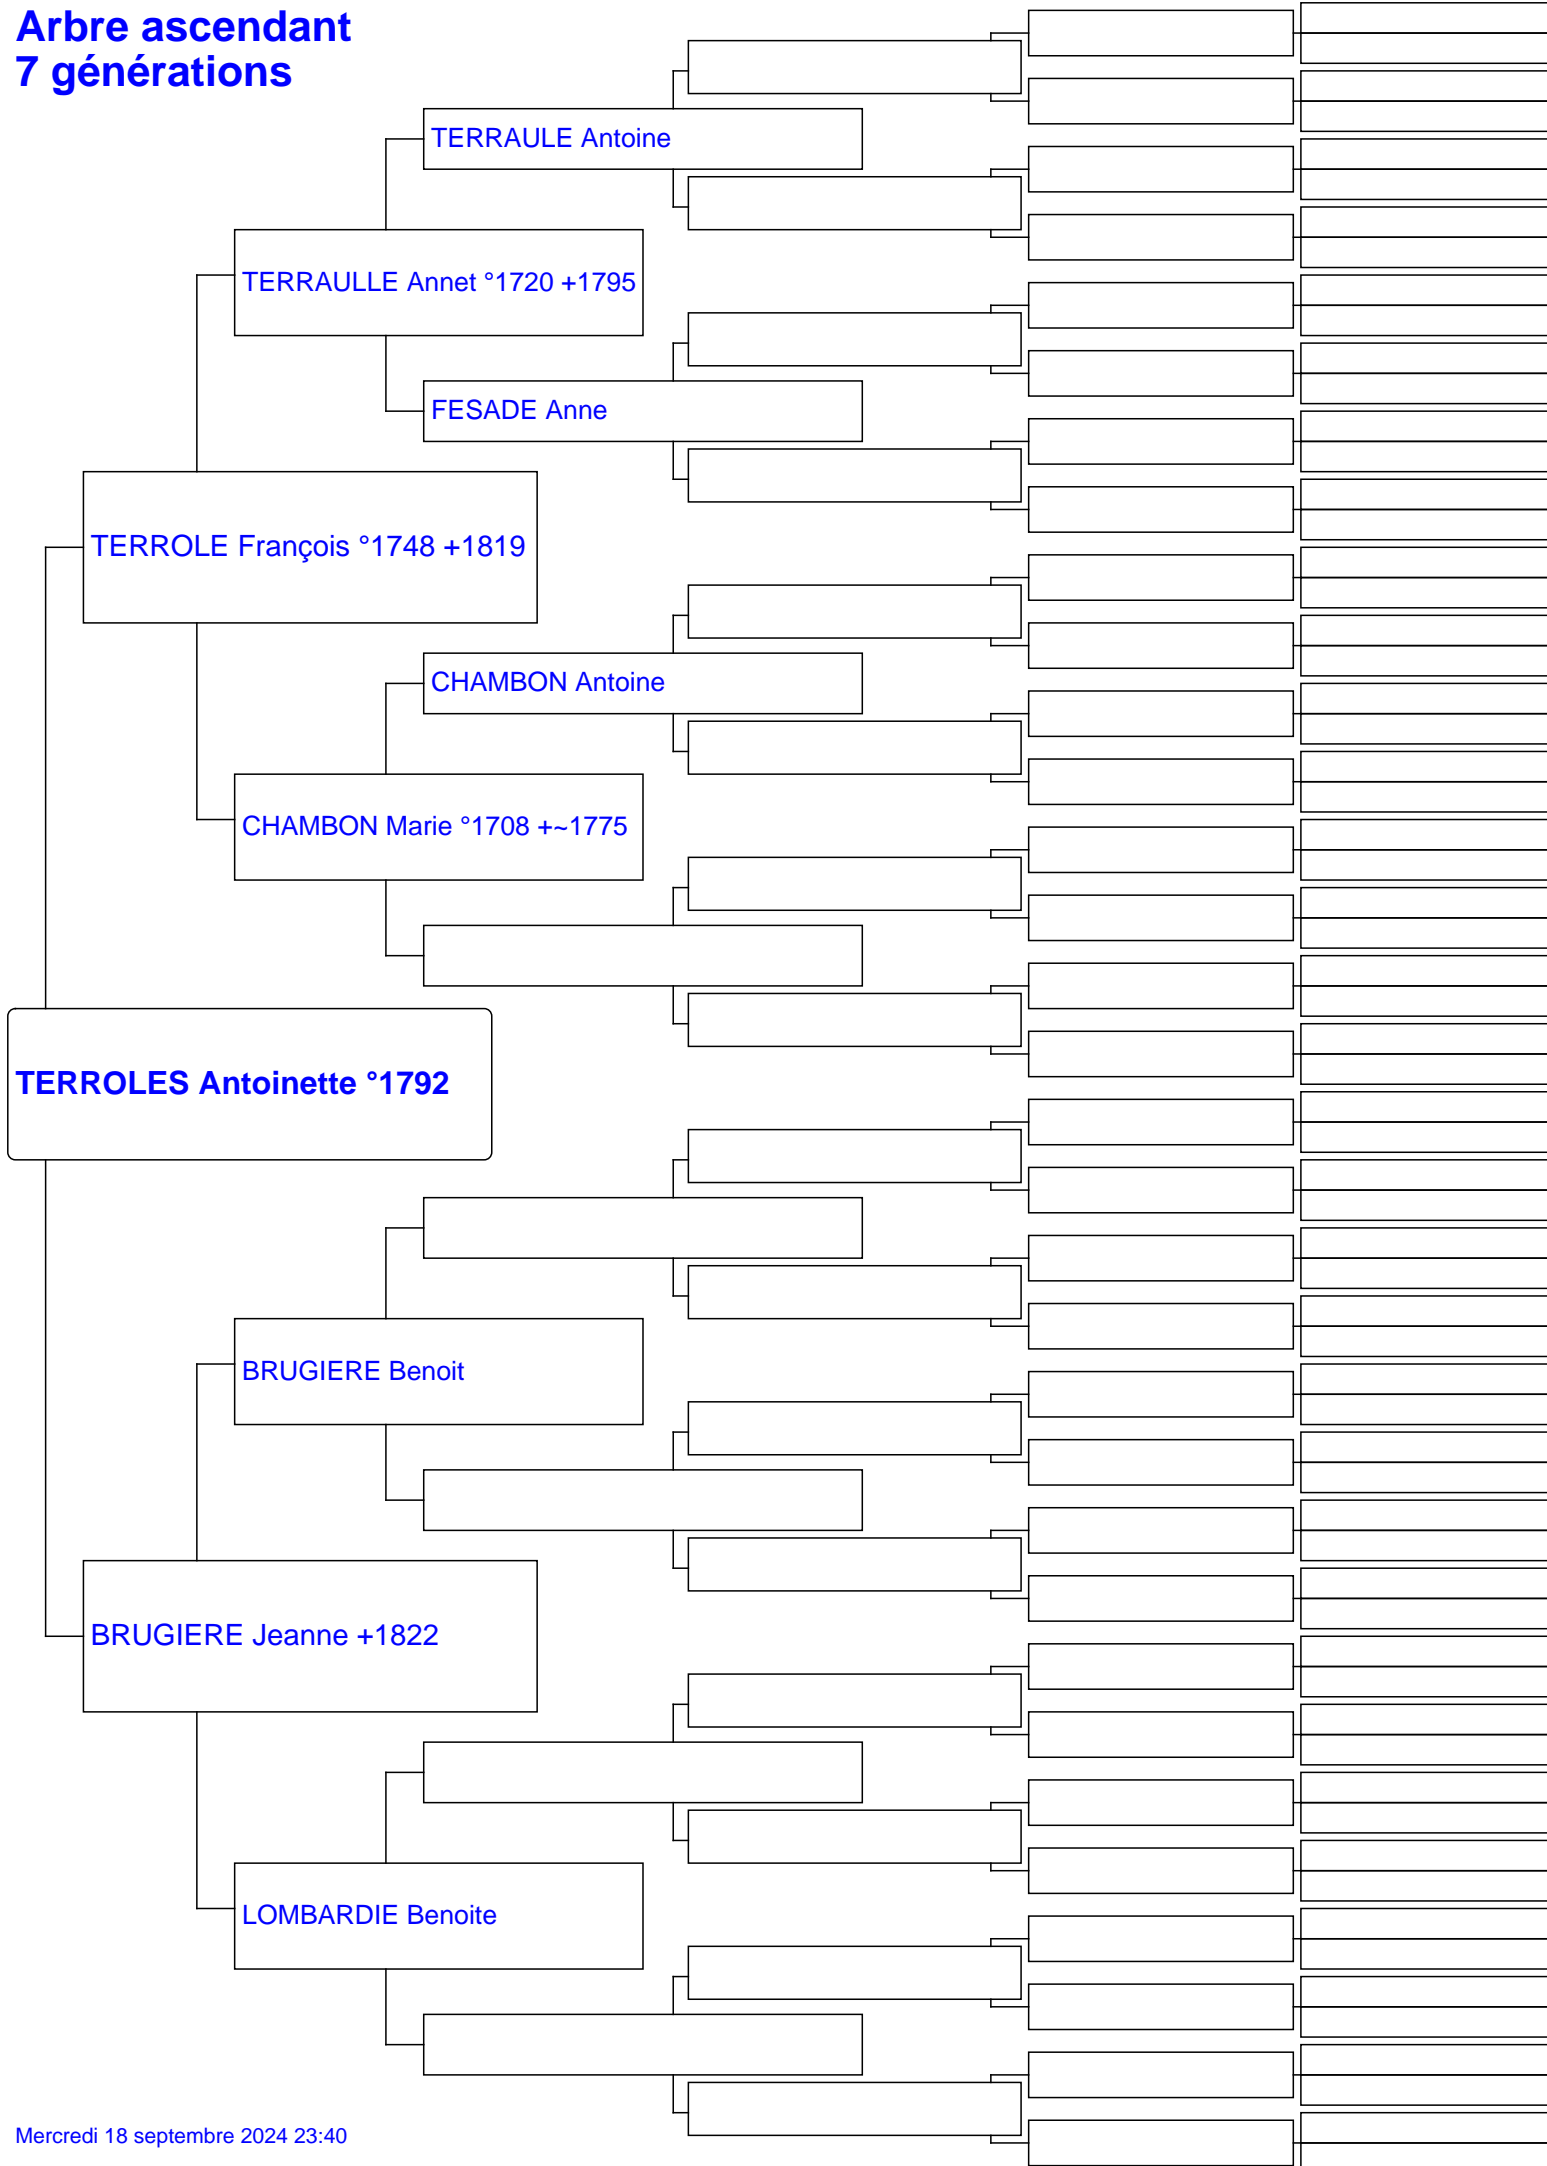 Arbre ascendant
7 générations
TERRAULE Antoine
TERRAULLE Annet °1720 +1795
FESADE Anne
TERROLE François °1748 +1819
CHAMBON Antoine
CHAMBON Marie °1708 +~1775
TERROLES Antoinette °1792
BRUGIERE Benoit
BRUGIERE Jeanne +1822
LOMBARDIE Benoite
Mercredi 18 septembre 2024 23:40